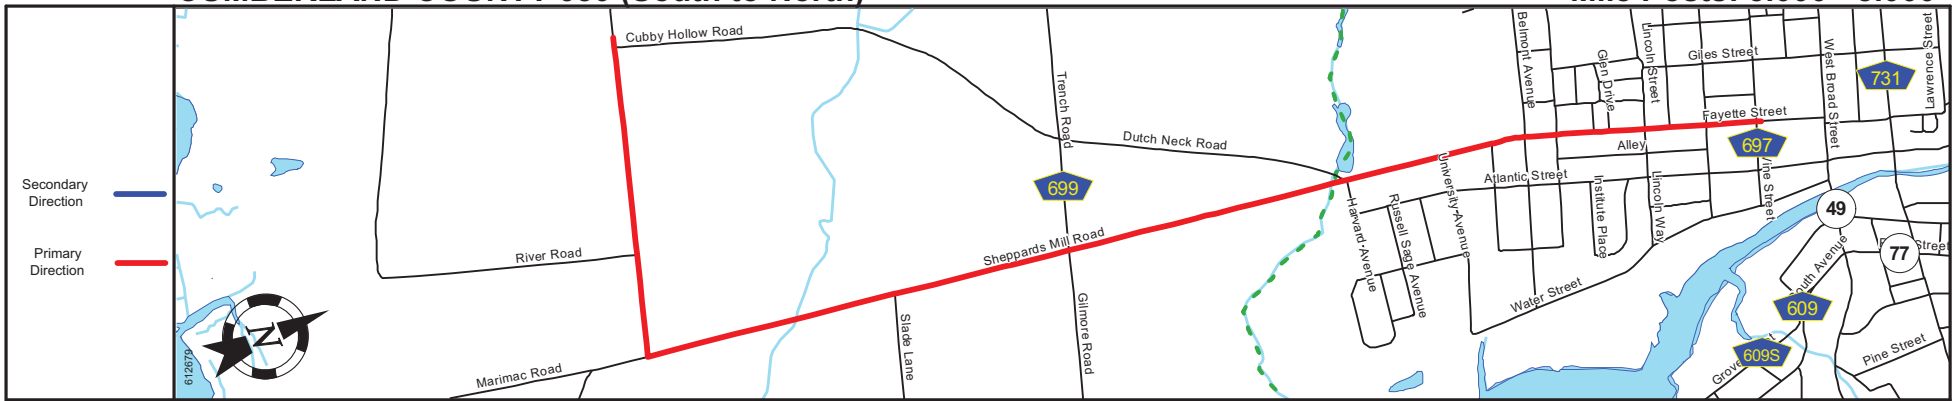 Secondary
Direction
Primary
Direction
Cubby Hollow Road
Trench Road
Dutch Neck Road
699
River Road
Sheppards Mill Road
Slade Lane
Gilmore Road
Marimac Road
612679
N
Belmont Avenue
Lincoln Street
Glen Drive
Giles Street
West Broad Street
731
Lawrence Street
Fayette Street
697
Alley
Vine Street
Atlantic Street
University Avenue
Institute Place
Lincoln Way
Harvard Avenue
Russell Sage Avenue
Water Street
49
77
Street
South Avenue
609
609S
Pine Street